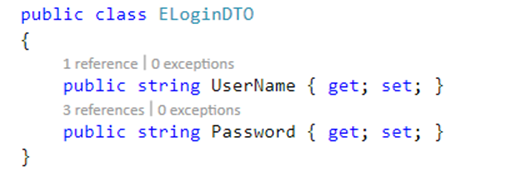 public class ELoginDTO
{
1 reference | 0 exceptions
public string UserName { get; set; }
3 references | 0 exceptions
public string Password { get; set; }
}